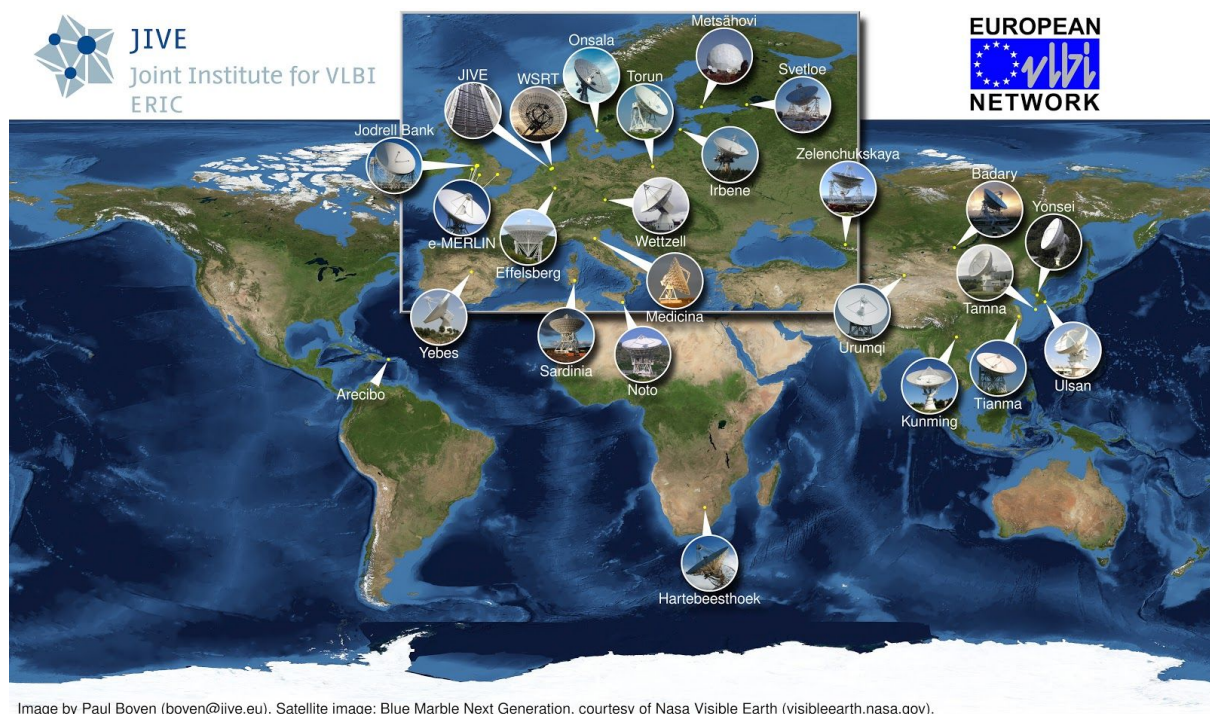 JIVE
Joint Institute for VLBI
ERIC
EUROPEAN
vlbi
NETWORK
Metsähovi
Onsala
JIVE
WSRT
Torun
Svetloe
Jodrell Bank
Zelenchukskaya
Irbene
Badary
Yonsei
e-MERLIN
Wettzell
Effelsberg
Tamna
Medicina
Urumqi
Yebes
Sardinia
Noto
Ulsan
Arecibo
Tianma
Kunming
Hartebeesthoek
Image by Paul Boven (boven@jive.eu). Satellite image: Blue Marble Next Generation, courtesy of Nasa Visible Earth (visibleearth.nasa.gov).